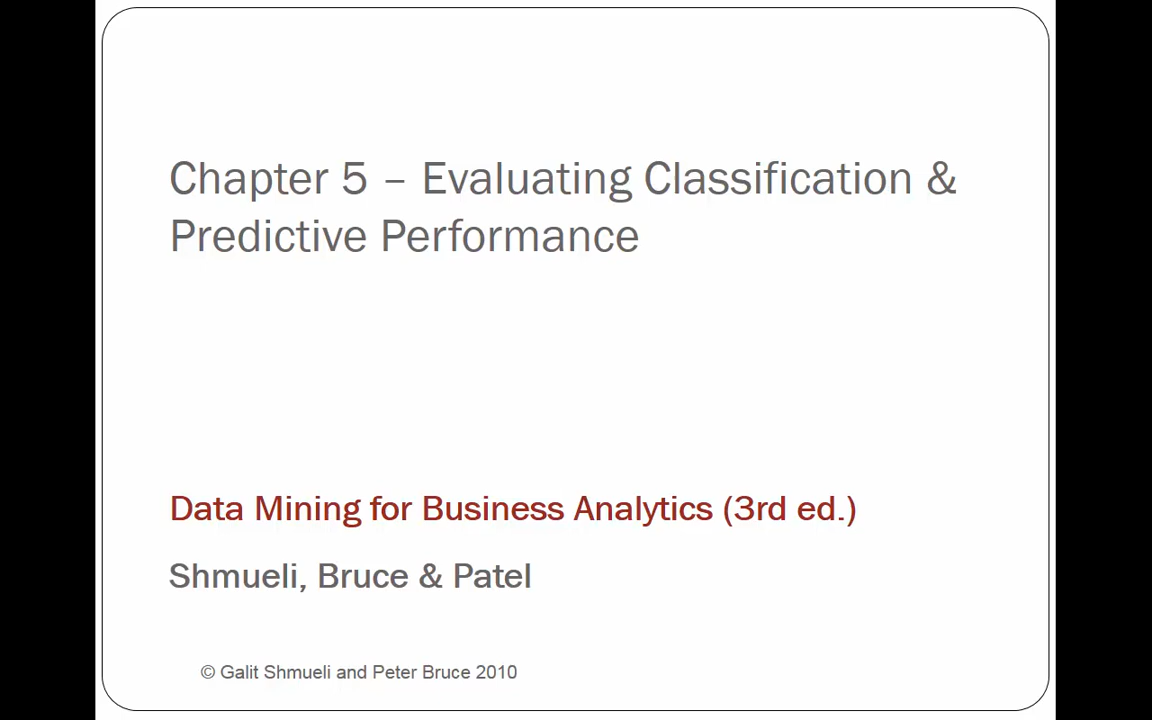 Chapter 5 – Evaluating Classification &
Predictive Performance
Data Mining for Business Analytics (3rd ed.)
Shmueli, Bruce & Patel
© Galit Shmueli and Peter Bruce 2010